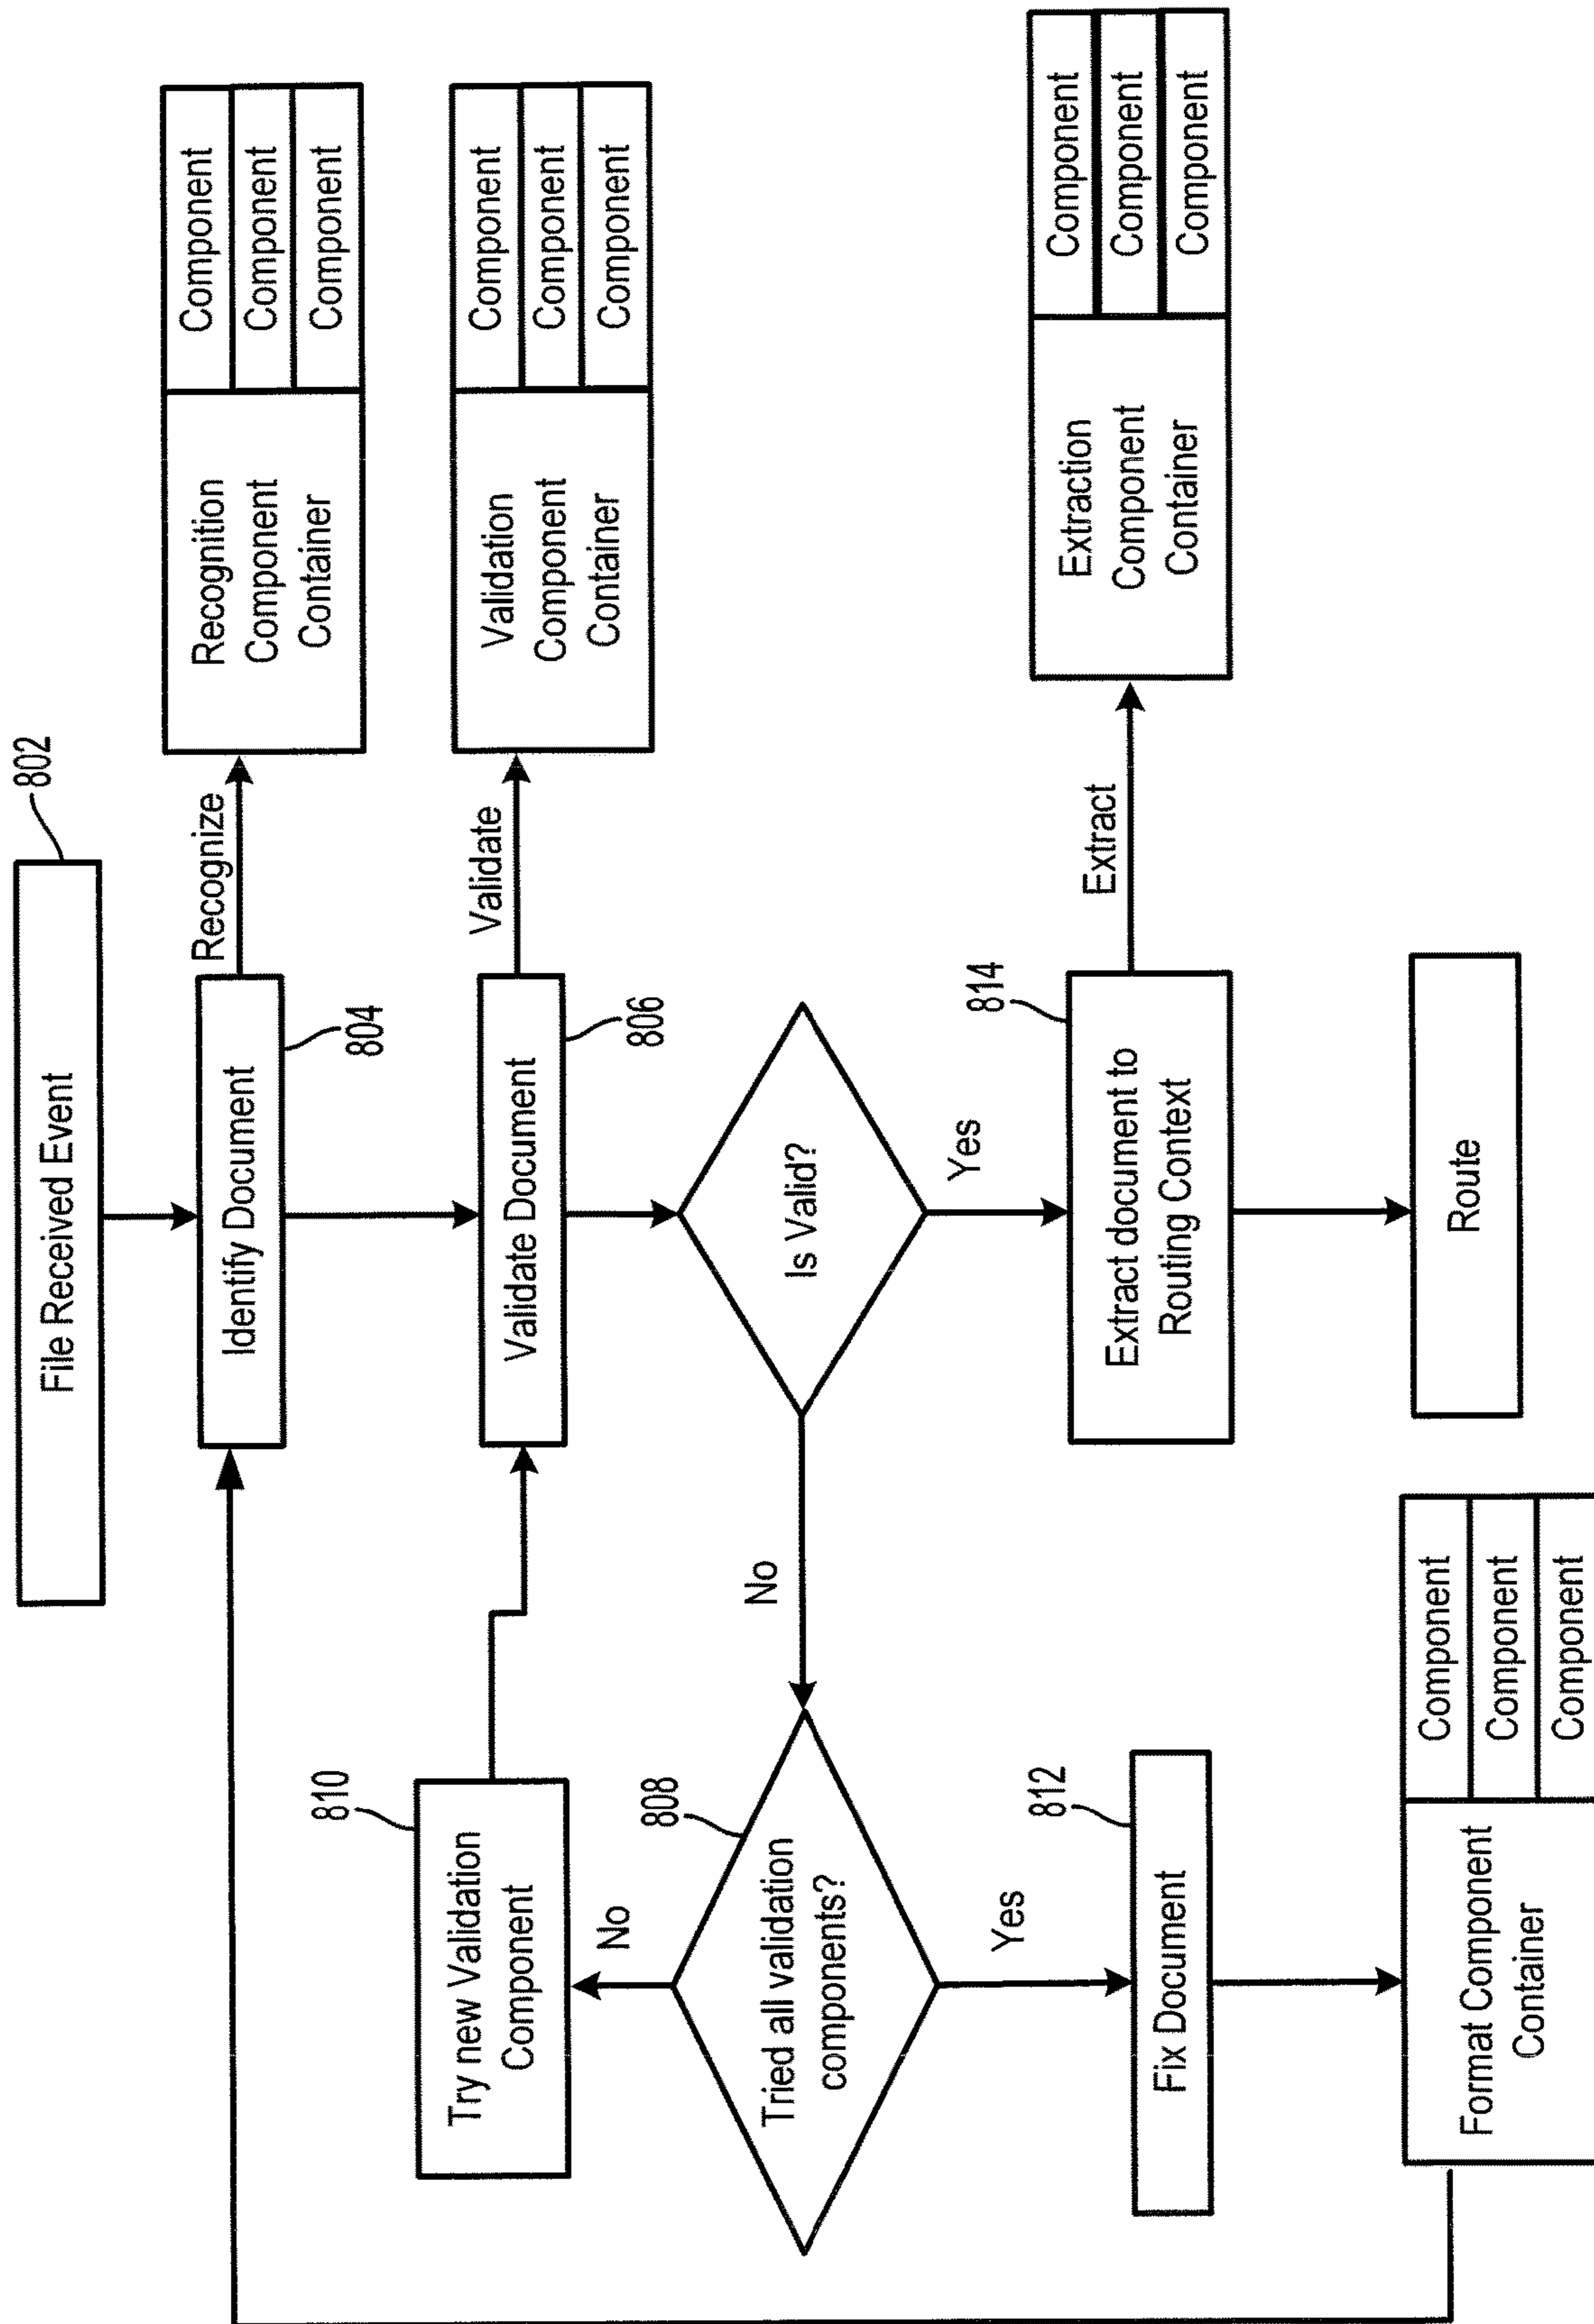 File Received Event
802
Identify Document
804
Recognize
Recognition
Component
Container
Component
Component
Component
Try new Validation
Component
810
Validate Document
806
Validate
Validation
Component
Container
Component
Component
Component
No
Tried all validation
components?
808
No
Is Valid?
Yes
Yes
Fix Document
812
Extract document to
Routing Context
814
Extract
Extraction
Component
Container
Component
Component
Component
Format Component
Container
Component
Component
Component
Route